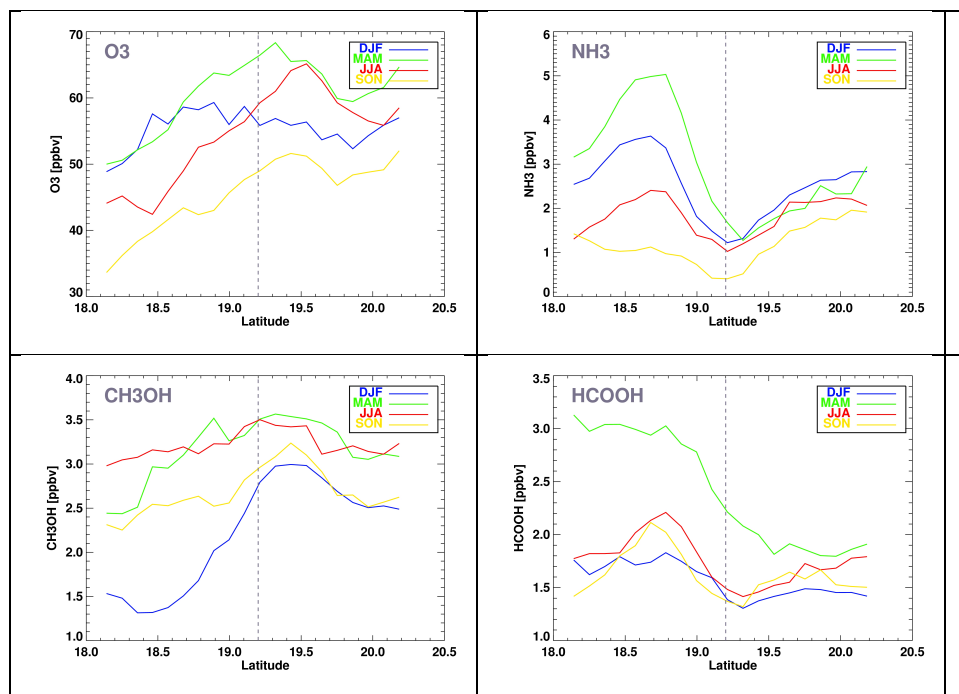 O3
DJF
MAM
JJA
SON
70
60
50
40
30
O3 [ppbv]
18.0 18.5 19.0 19.5 20.0 20.5
Latitude
NH3
DJF
MAM
JJA
SON
6
5
4
3
2
1
0
NH3 [ppbv]
18.0 18.5 19.0 19.5 20.0 20.5
Latitude
CH3OH
DJF
MAM
JJA
SON
4.0
3.5
3.0
2.5
2.0
1.5
1.0
CH3OH [ppbv]
18.0 18.5 19.0 19.5 20.0 20.5
Latitude
HCOOH
DJF
MAM
JJA
SON
3.5
3.0
2.5
2.0
1.5
1.0
HCOOH [ppbv]
18.0 18.5 19.0 19.5 20.0 20.5
Latitude